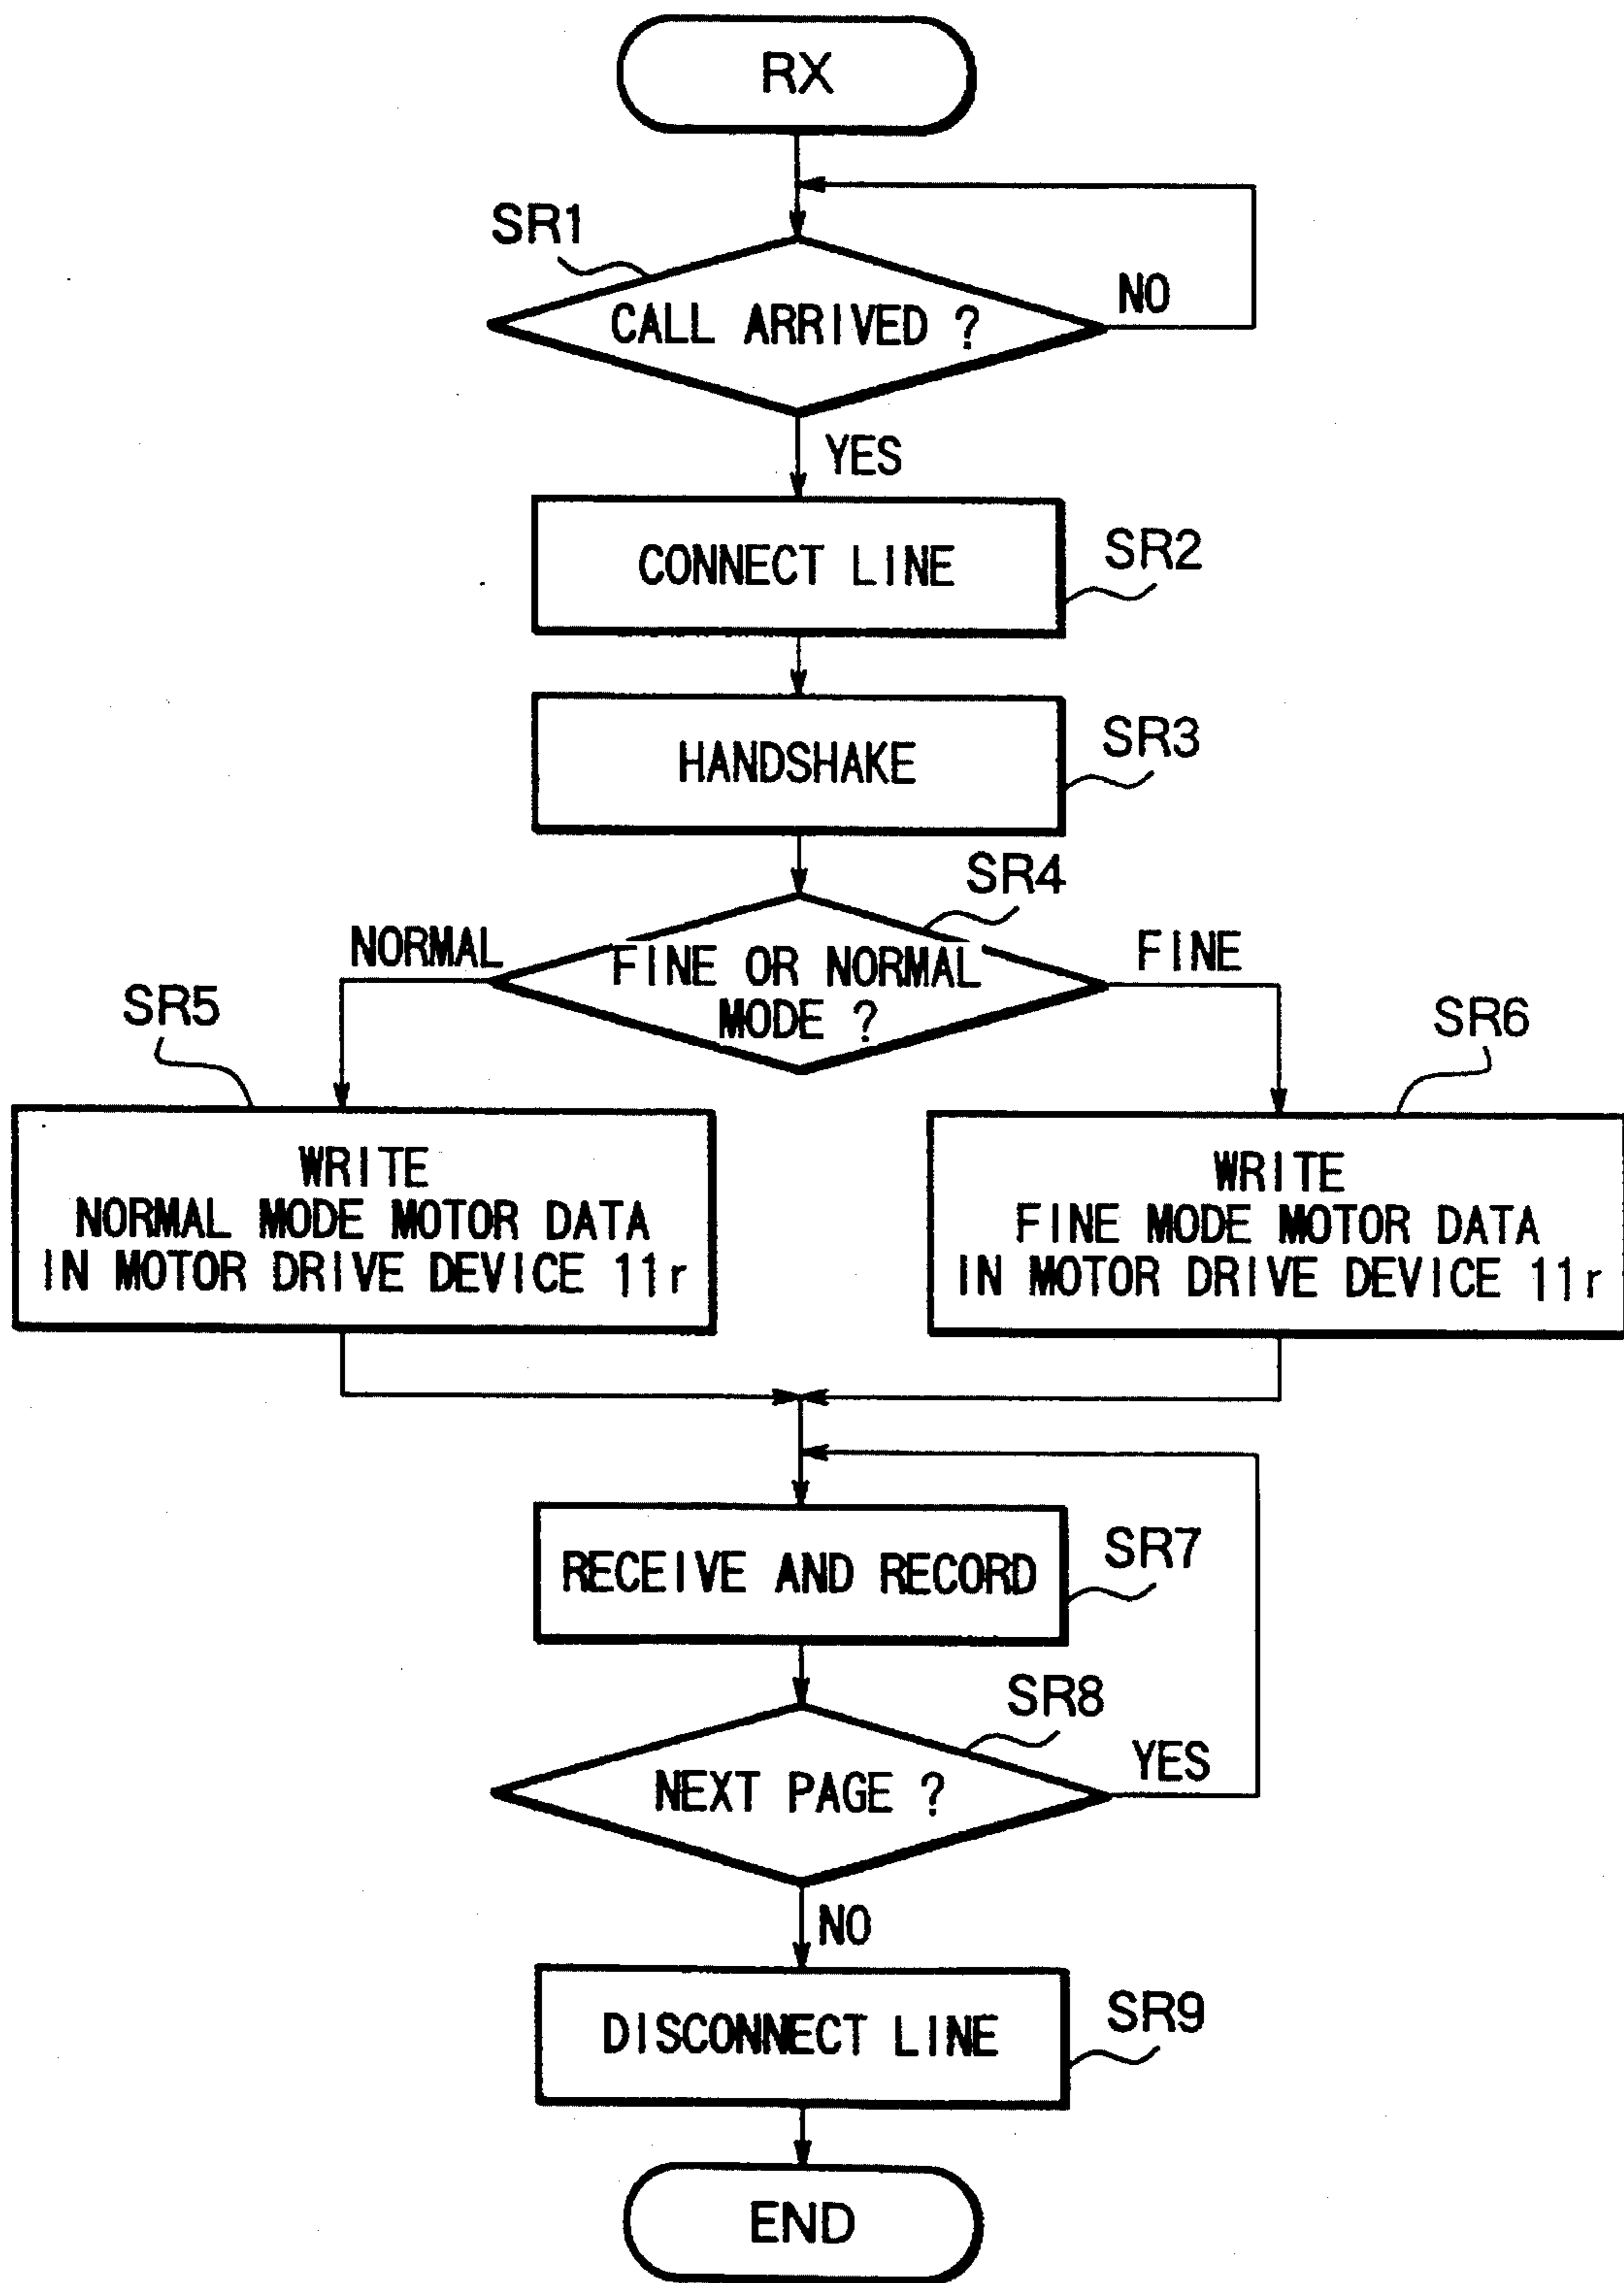 RX
SR1
CALL ARRIVED ?
NO
YES
CONNECT LINE
SR2
HANDSHAKE
SR3
SR4
NORMAL
FINE OR NORMAL
MODE ?
FINE
SR5
SR6
WRITE
NORMAL MODE MOTOR DATA
IN MOTOR DRIVE DEVICE 11r
WRITE
FINE MODE MOTOR DATA
IN MOTOR DRIVE DEVICE 11r
RECEIVE AND RECORD
SR7
SR8
NEXT PAGE ?
YES
NO
DISCONNECT LINE
SR9
END